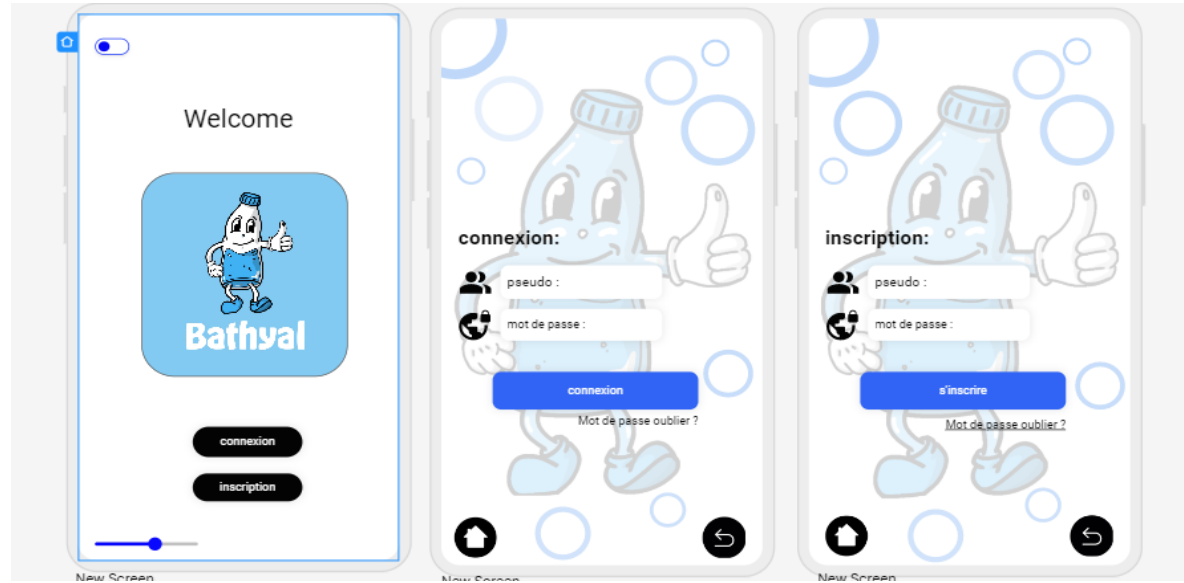 Welcome
Bathyal
connexion
inscription
New Screen
connexion:
pseudo :
mot de passe :
connexion
Mot de passe oublier ?
New Screen
inscription:
pseudo :
mot de passe :
s'inscrire
Mot de passe oublier ?
New Screen